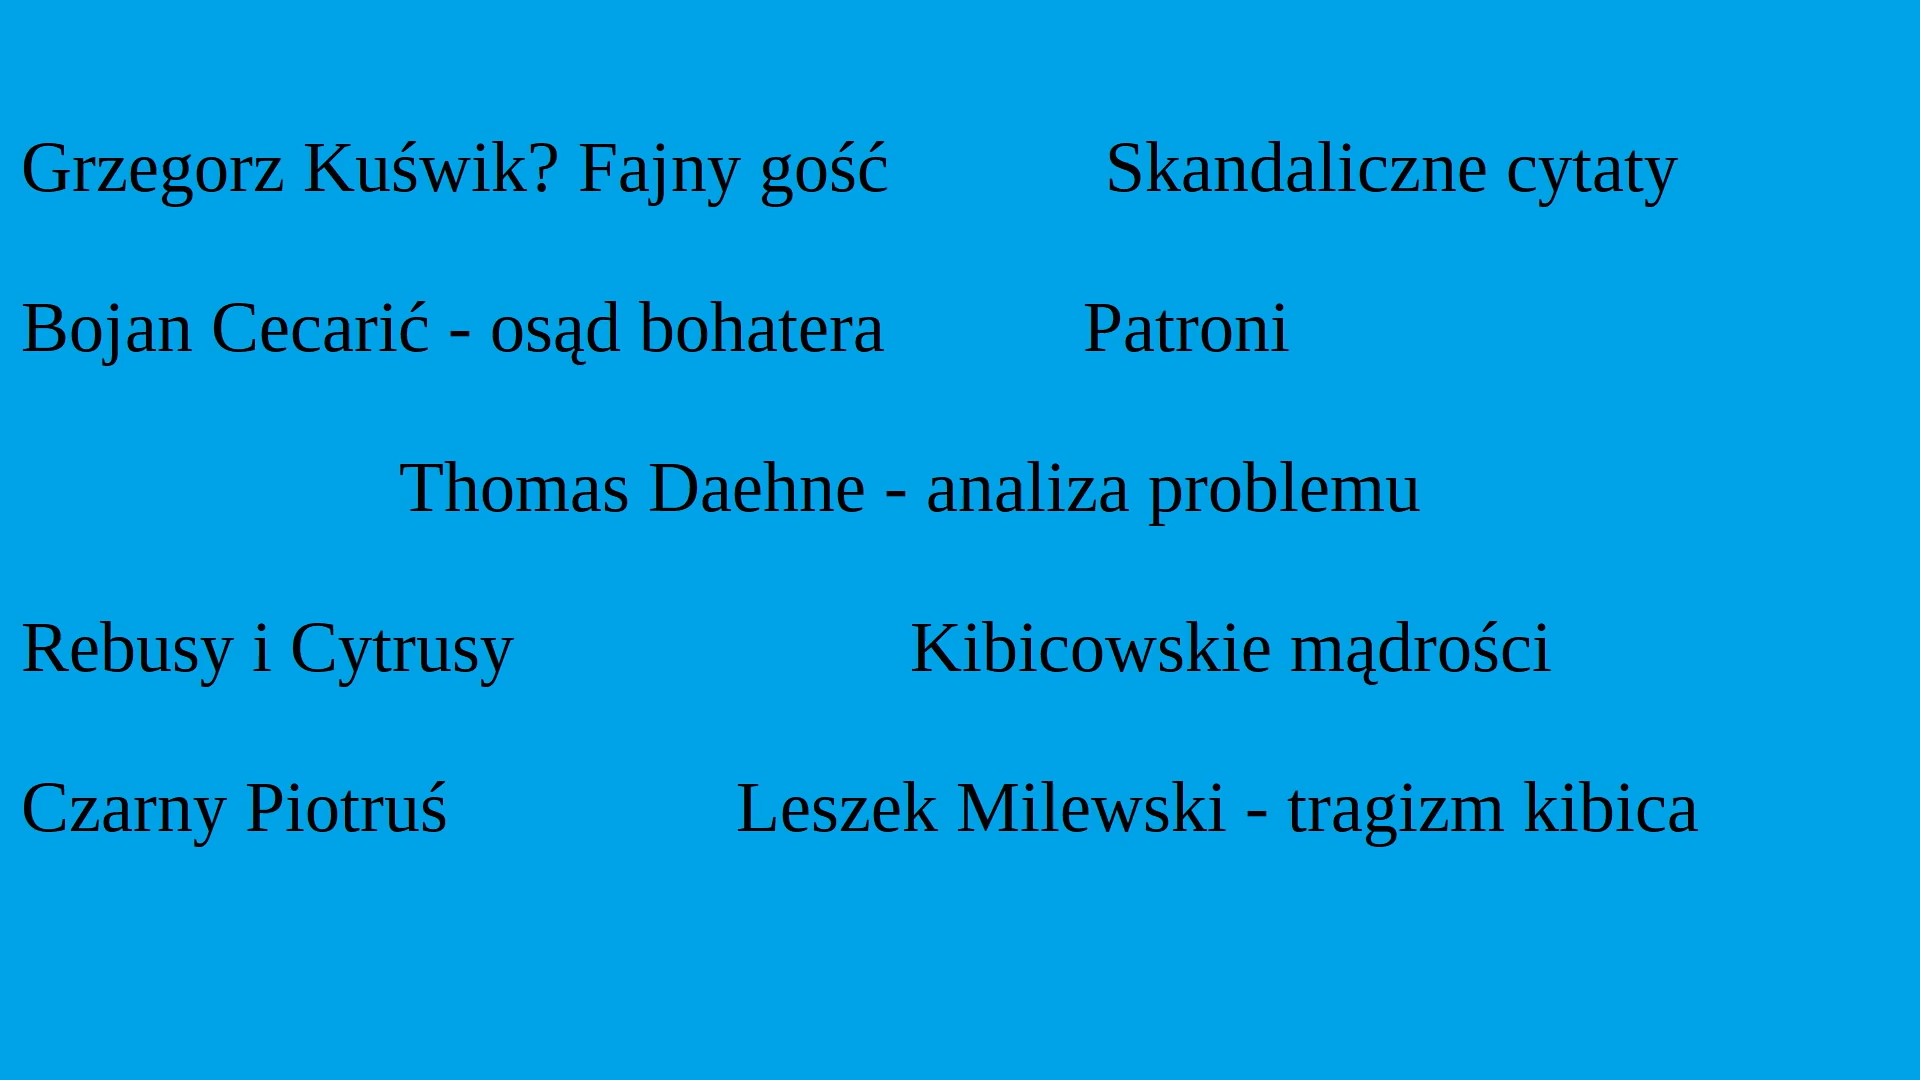 Grzegorz Kuświk? Fajny gość Skandaliczne cytaty
Bojan Cecarić - osąd bohatera Patroni
Thomas Daehne - analiza problemu
Rebusy i Cytrusy Kibicowskie mądrości
Czarny Piotruś Leszek Milewski - tragizm kibica